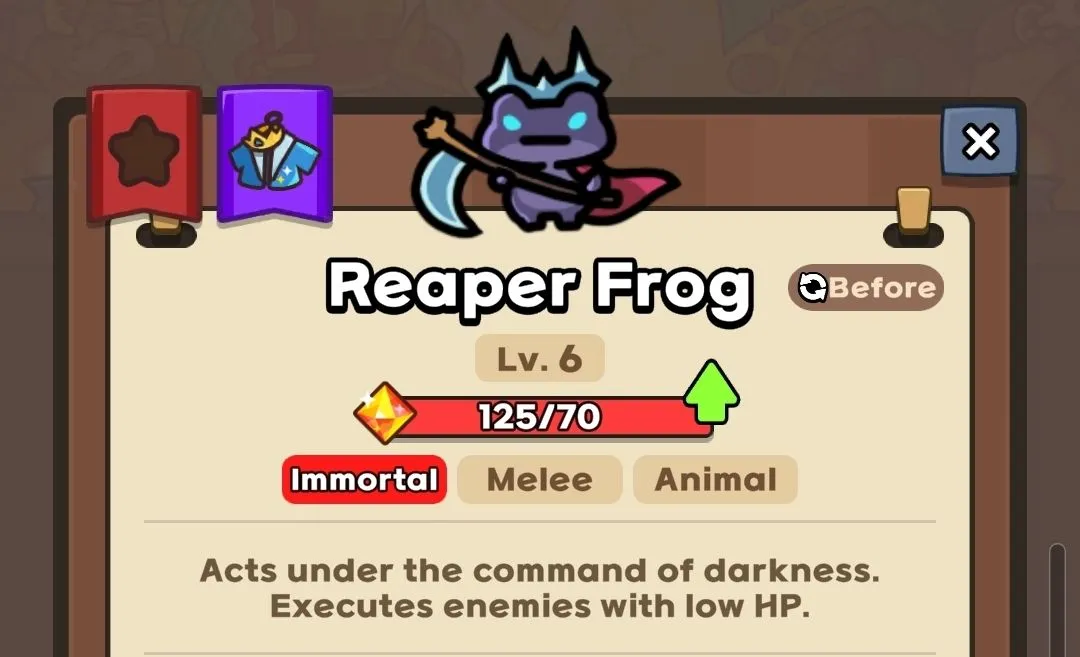 Reaper Frog
Before
Lv. 6
125/70
Immortal
Melee
Animal
Acts under the command of darkness.
Executes enemies with low HP.